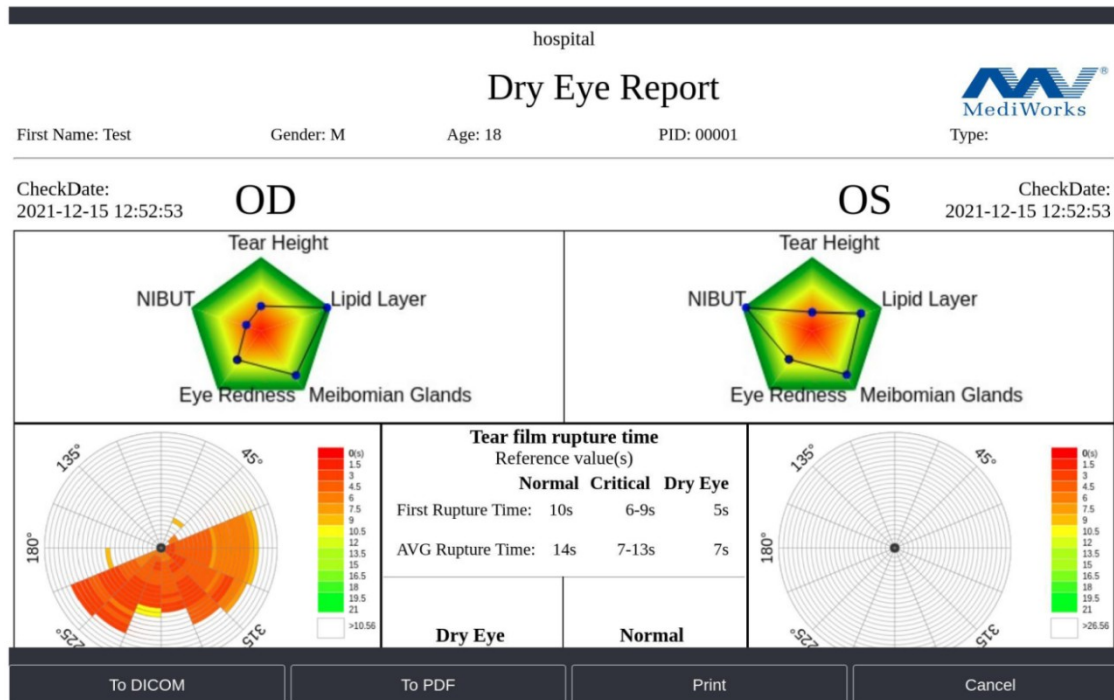 hospital
Dry Eye Report
MediWorks
®
First Name: Test Gender: M Age: 18 PID: 00001 Type:
CheckDate:
2021-12-15 12:52:53
OD
OS
CheckDate:
2021-12-15 12:52:53
Tear Height
NIBUT
Lipid Layer
Eye Redness Meibomian Glands
Tear Height
NIBUT
Lipid Layer
Eye Redness Meibomian Glands
135°
45°
180°
225°
315
0(s)
1.5
3
4.5
6
7.5
9
10.5
12
13.5
15
16.5
18
19.5
21
>10.56
Tear film rupture time
Reference value(s)
Normal Critical Dry Eye
First Rupture Time: 10s 6-9s 5s
AVG Rupture Time: 14s 7-13s 7s
Dry Eye Normal
135°
45°
180°
225°
315
0(s)
1.5
3
4.5
6
7.5
9
10.5
12
13.5
15
16.5
18
19.5
21
>26.56
To DICOM To PDF Print Cancel